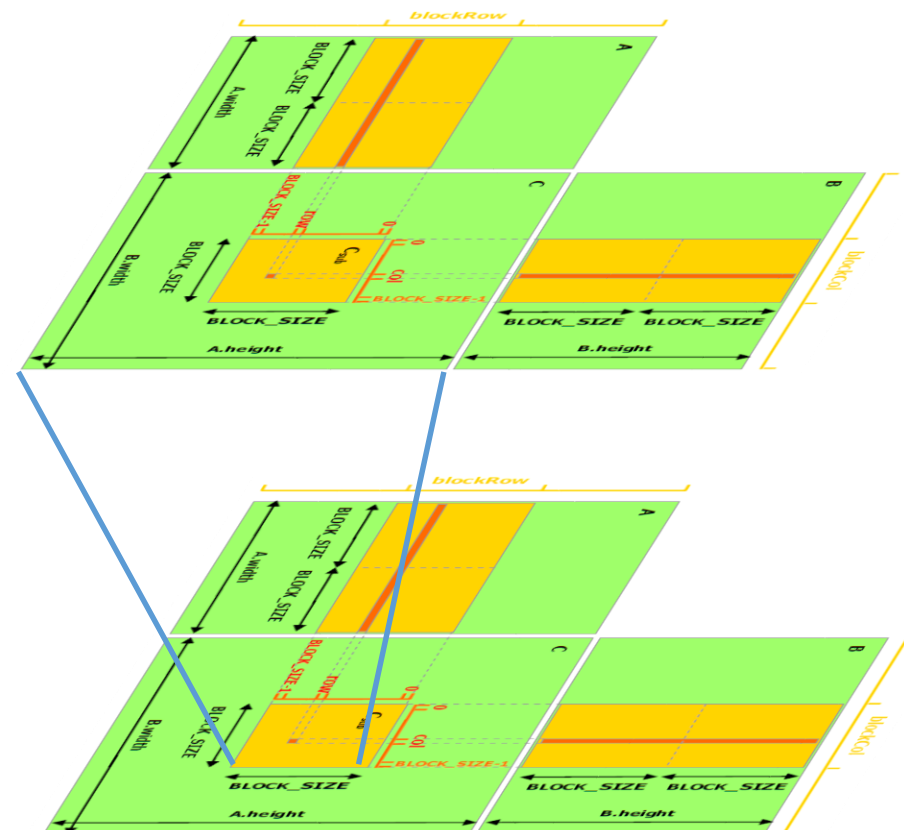 blockRow
A
BLOCK_SIZE
A.width
BLOCK_SIZE
C
B
BLOCK_SIZE-1
row
0
0
Csub
col
BLOCK_SIZE-1
BLOCK_SIZE
B.width
blockCol
BLOCK_SIZE
BLOCK_SIZE
BLOCK_SIZE
A.height
B.height
blockRow
A
BLOCK_SIZE
A.width
BLOCK_SIZE
C
B
BLOCK_SIZE-1
row
0
0
Csub
col
BLOCK_SIZE-1
BLOCK_SIZE
B.width
blockCol
BLOCK_SIZE
BLOCK_SIZE
BLOCK_SIZE
A.height
B.height